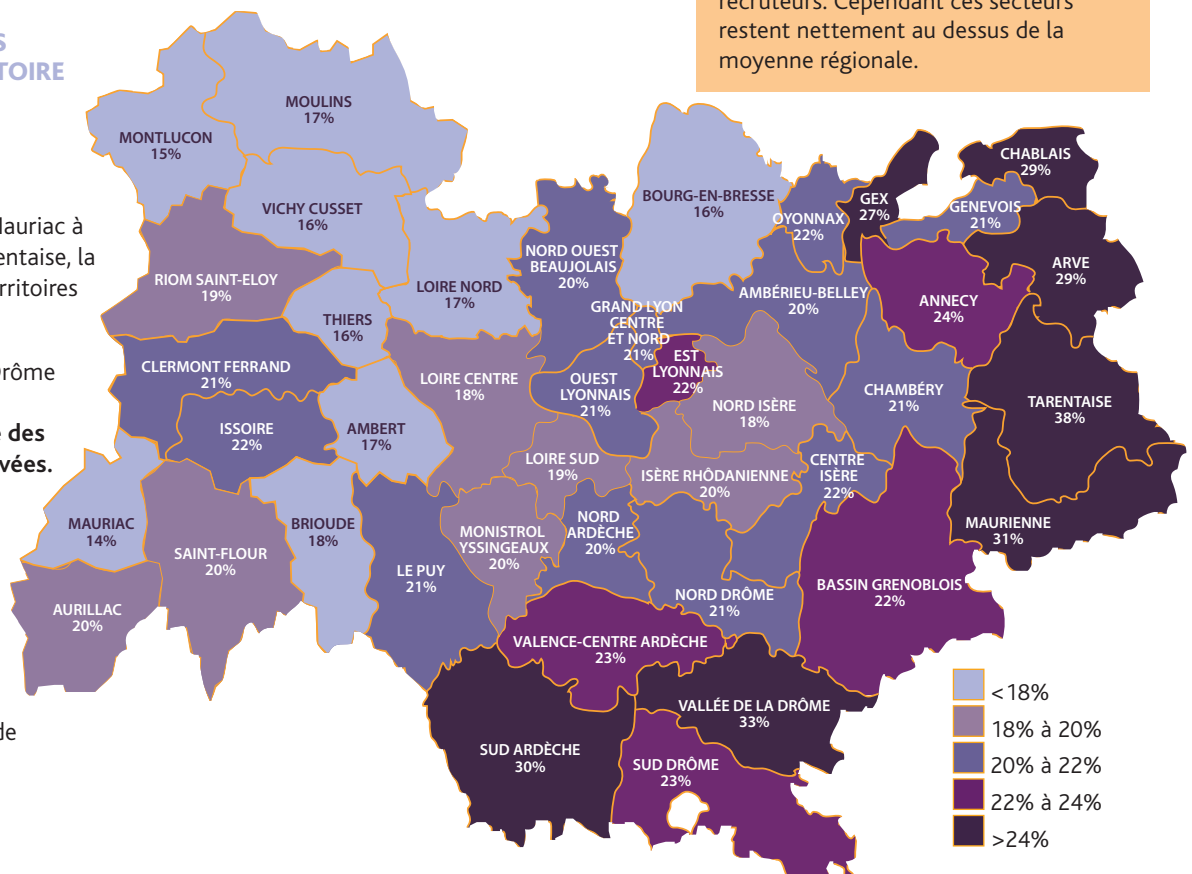 S
TOIRE
Mauriac à
entaise, la
rritoires
Drôme
e des
vées.
de
recruteurs. Cependant ces secteurs
restent nettement au dessus de la
moyenne régionale.
MONTLUCON
15%
MOULINS
17%
VICHY CUSSET
16%
RIOM SAINT-ELOY
19%
THIERS
16%
LOIRE NORD
17%
CLERMONT FERRAND
21%
ISSOIRE
22%
AMBERT
17%
LOIRE CENTRE
18%
NORD OUEST
BEAUJOLAIS
20%
BOURG-EN-BRESSE
16%
OYONNAX
22%
GEX
27%
CHABLAIS
29%
GENEVOIS
21%
ARVE
29%
ANNECY
24%
AMBÉRIEU-BELLEY
20%
GRAND LYON
CENTRE
ET NORD
21%
EST
LYONNAIS
22%
OUEST
LYONNAIS
21%
NORD ISÈRE
18%
CHAMBÉRY
21%
TARENTAISE
38%
LOIRE SUD
19%
ISÈRE RHÔDANIENNE
20%
CENTRE
ISÈRE
22%
MAURIAC
14%
SAINT-FLOUR
20%
BRIOUDE
18%
MONISTROL
YSSINGEAUX
20%
NORD
ARDÈCHE
20%
MAURIENNE
31%
AURILLAC
20%
LE PUY
21%
NORD DRÔME
21%
BASSIN GRENOBLOIS
22%
VALENCE-CENTRE ARDÈCHE
23%
VALLÉE DE LA DRÔME
33%
SUD ARDÈCHE
30%
SUD DRÔME
23%
<18%
18% à 20%
20% à 22%
22% à 24%
>24%